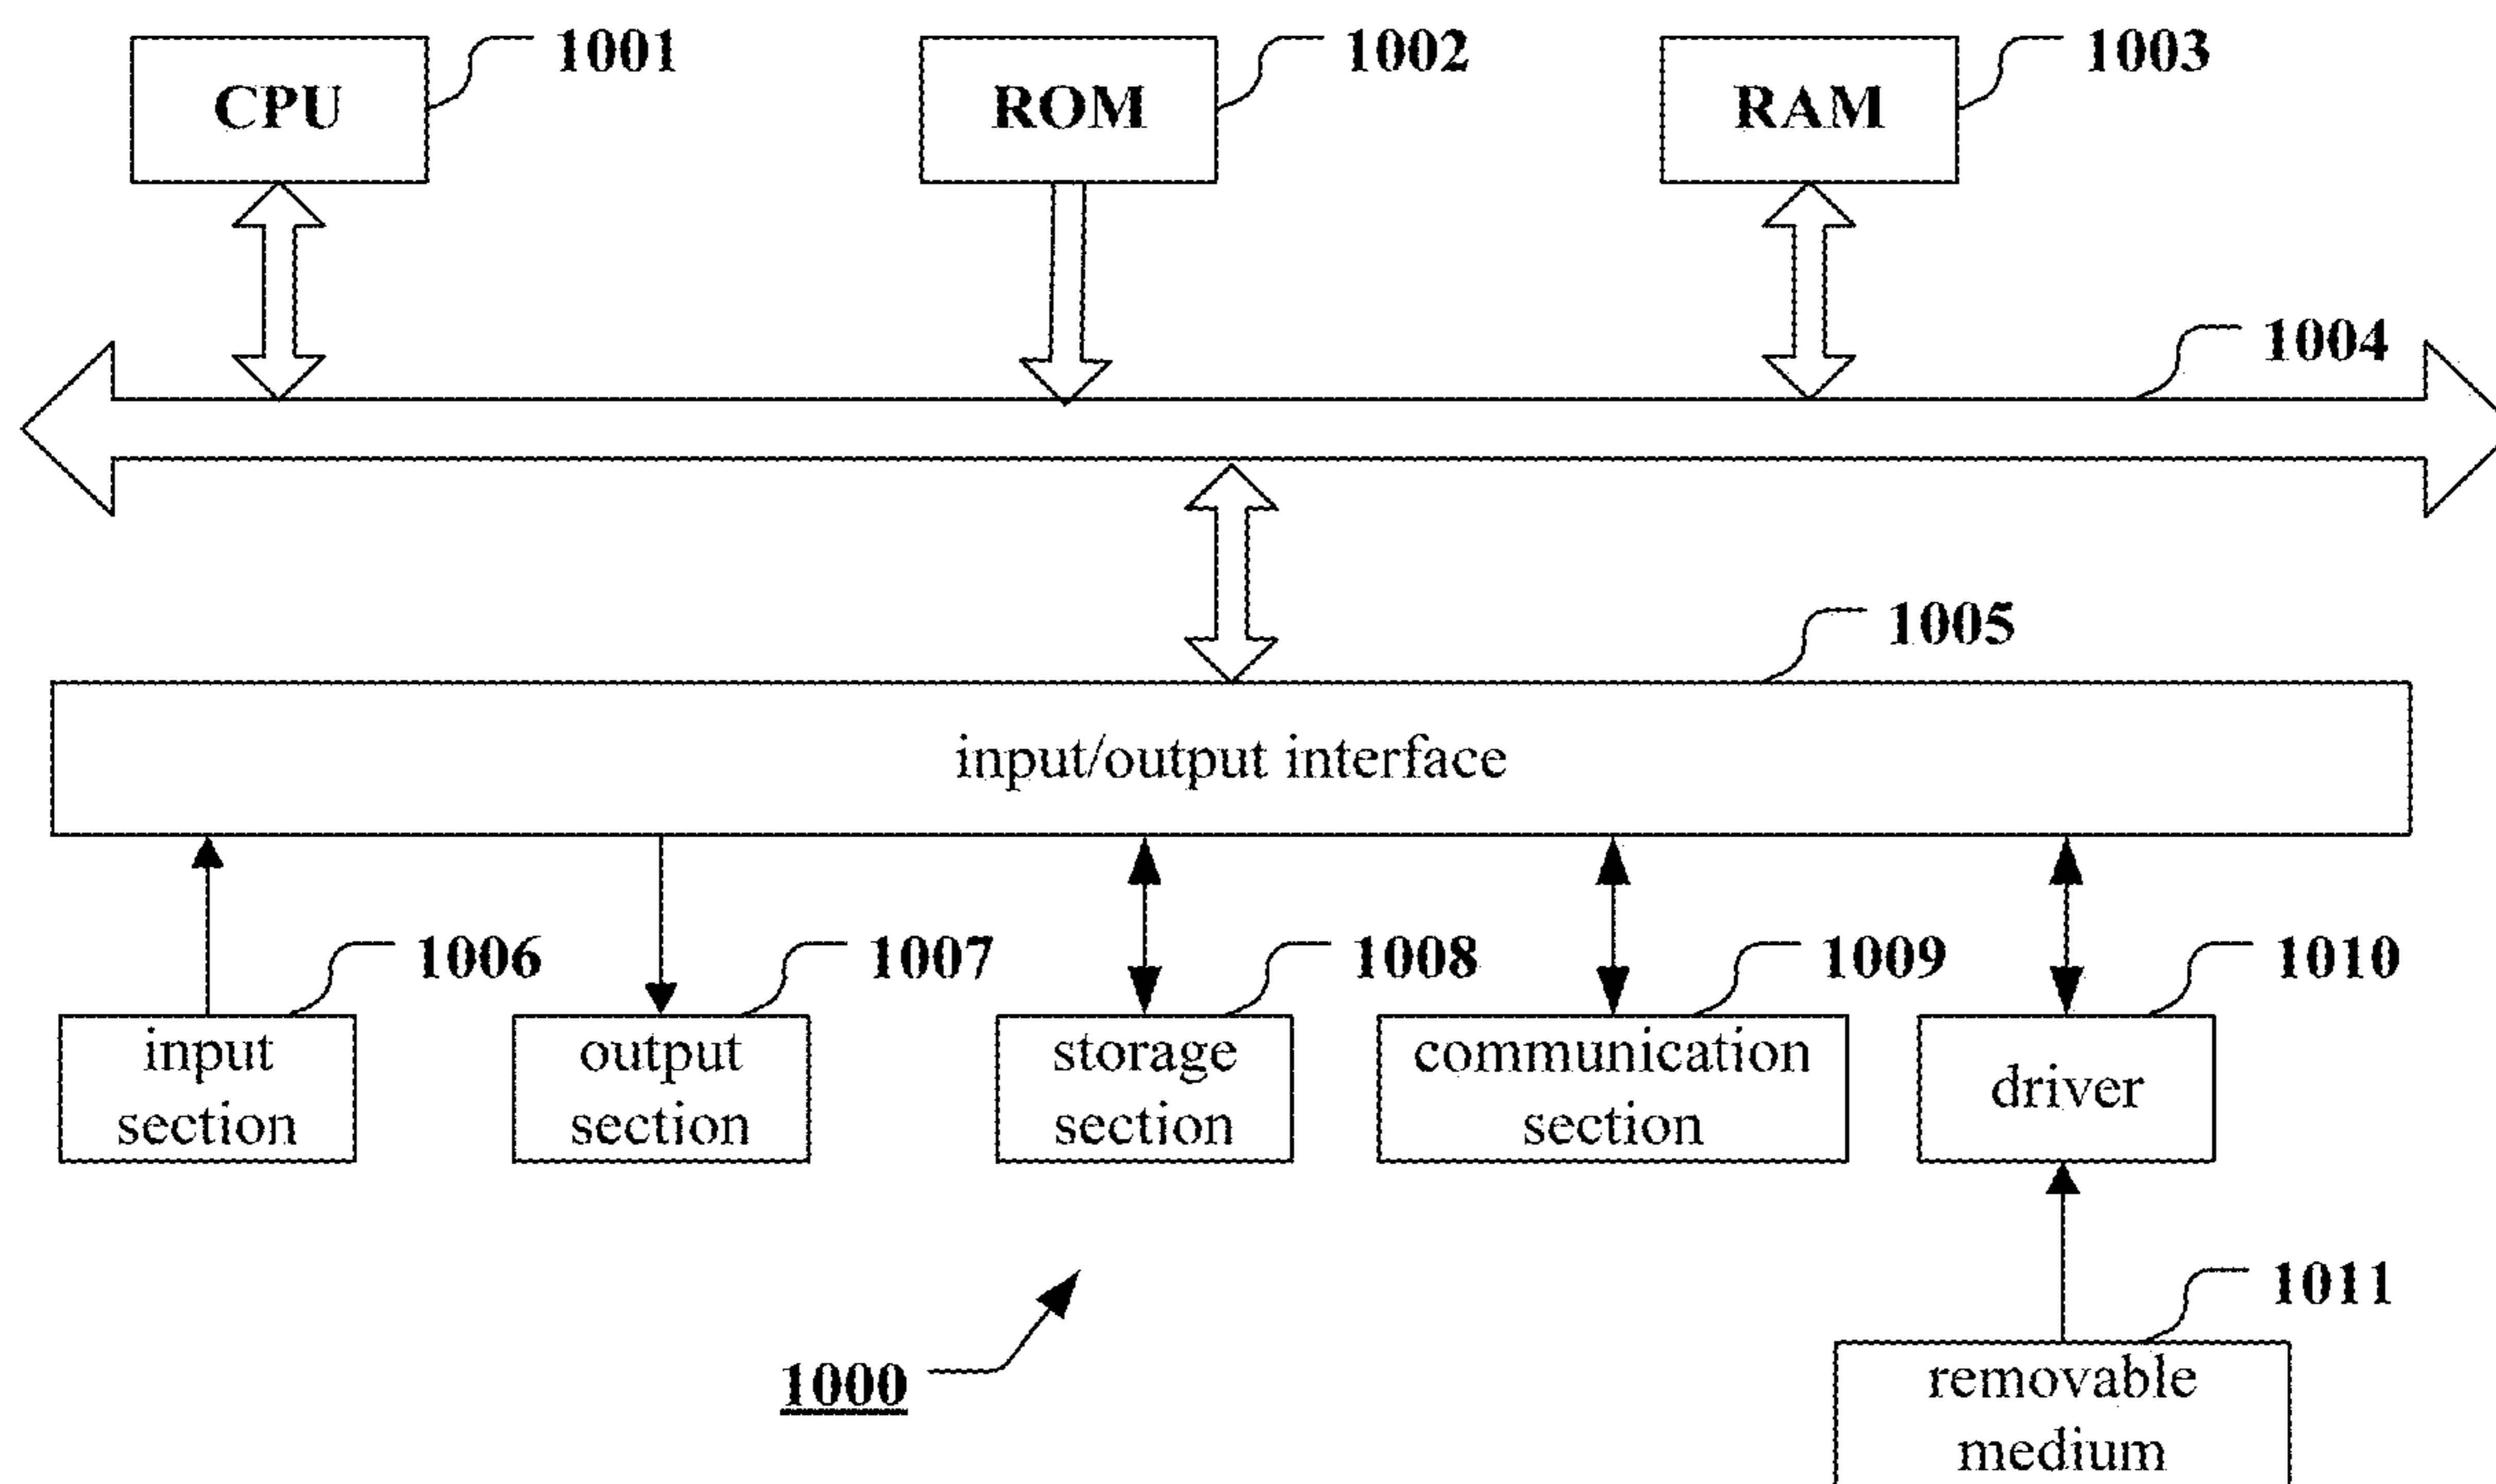 CPU
1001
ROM
1002
RAM
1003
1004
1005
input/output interface
1006
1007
1008
1009
1010
input
section
output
section
storage
section
communication
section
driver
1011
1000
removable
medium